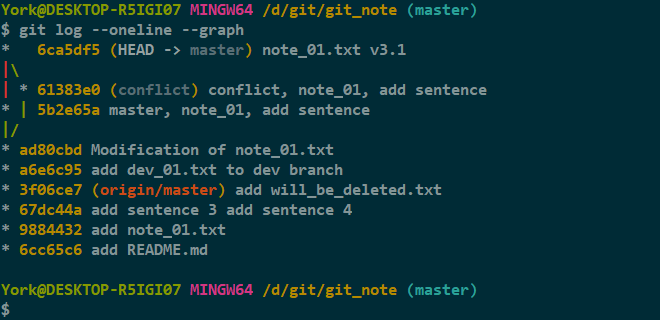 York@DESKTOP-R5IGI07 MINGW64 /d/git/git_note (master)
$ git log --oneline --graph
*   6ca5df5 (HEAD -> master) note_01.txt v3.1
|\
| * 61383e0 (conflict) conflict, note_01, add sentence
* | 5b2e65a master, note_01, add sentence
|/
* ad80cbd Modification of note_01.txt
* a6e6c95 add dev_01.txt to dev branch
* 3f06ce7 (origin/master) add will_be_deleted.txt
* 67dc44a add sentence 3 add sentence 4
* 9884432 add note_01.txt
* 6cc65c6 add README.md
York@DESKTOP-R5IGI07 MINGW64 /d/git/git_note (master)
$